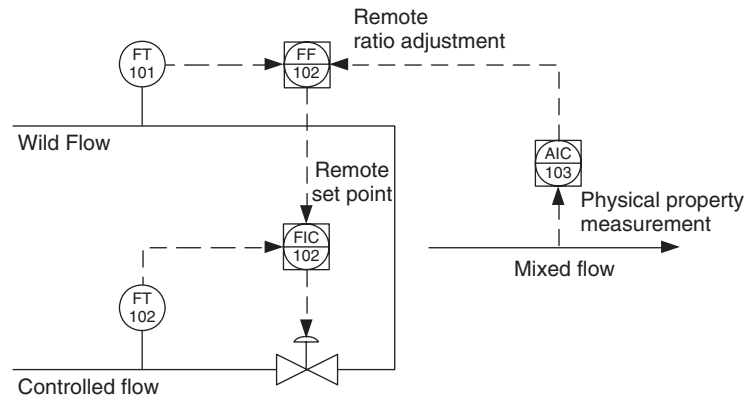 Remote
ratio adjustment
FT
101
FF
102
Wild Flow
AIC
103
Remote
set point
Physical property
measurement
FIC
102
Mixed flow
FT
102
Controlled flow